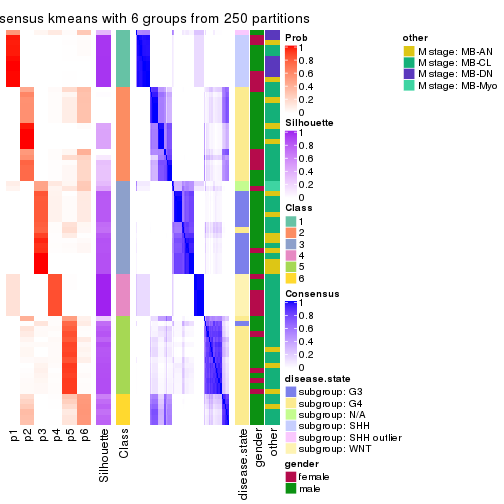 sensus kmeans with 6 groups from 250 partitions
Prob
1
0.8
0.6
0.4
0.2
0
Silhouette
1
0.8
0.6
0.4
0.2
0
Class
1
2
3
4
5
6
Consensus
1
0.8
0.6
0.4
0.2
0
disease.state
subgroup: G3
subgroup: G4
subgroup: N/A
subgroup: SHH
subgroup: SHH outlier
subgroup: WNT
gender
female
male
other
M stage: MB-AN
M stage: MB-CL
M stage: MB-DN
M stage: MB-Myo
p1
p2
p3
p4
p5
p6
Silhouette
Class
disease.state
gender
other